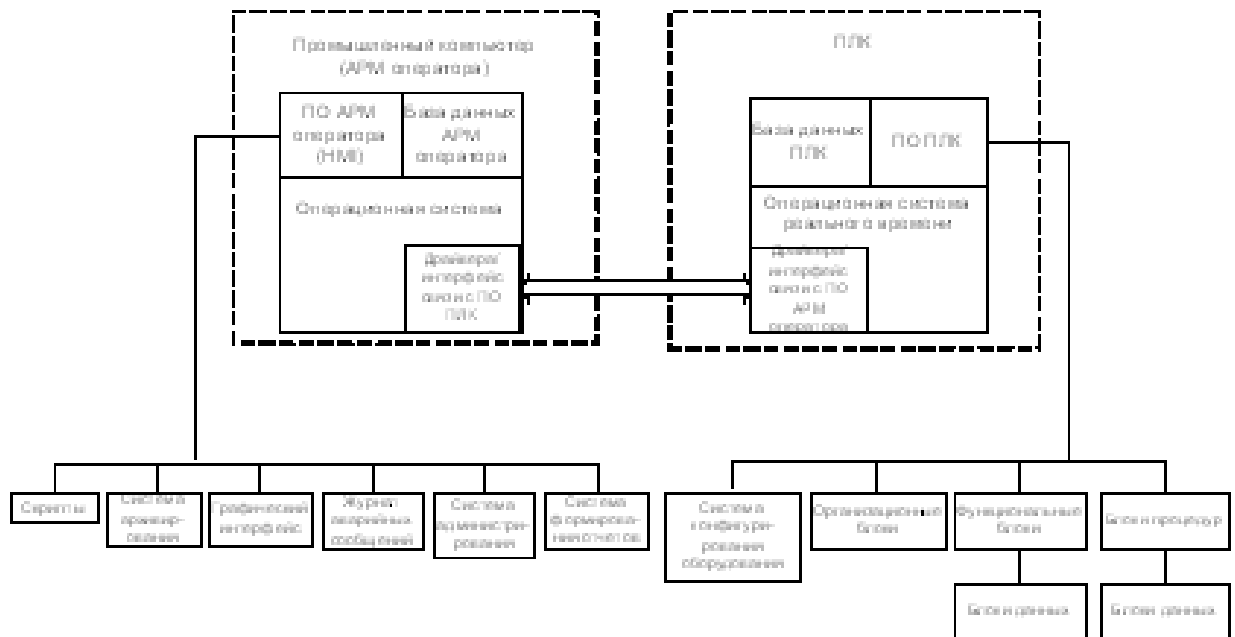 Промышленный компьютер
(АРМ оператора)
ПО АРМ
оператора
(HMI)
База данных
АРМ
оператора
Операционная система
Драйвера/
интерфейс
связи с ПО
ПЛК
ПЛК
База данных
ПЛК
ПО ПЛК
Операционная система
реального времени
Драйвера/
интерфейс
связи с ПО
АРМ
оператора
Скрипты
Система
архивир-
ования
Графический
интерфейс
Журнал
аварийных
сообщений
Система
администри-
рования
Система
формирова-
ния отчетов
Система
конфигури-
рования
оборудования
Организационные
блоки
Функциональные
блоки
Блоки процедур
Блоки данных
Блоки данных